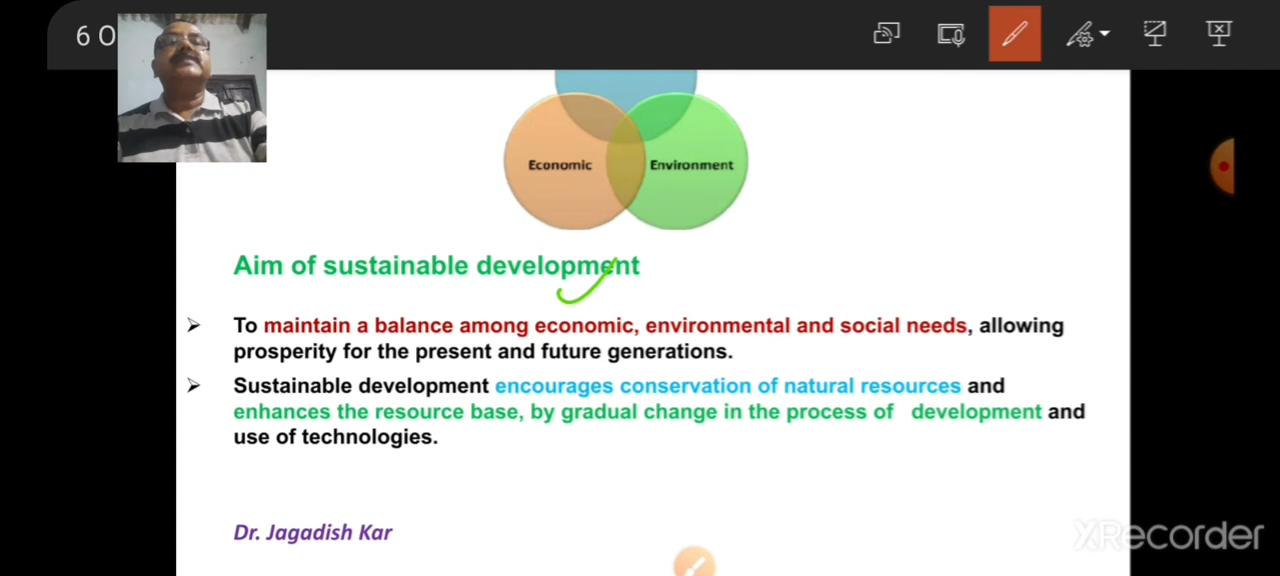 6 O
Economic
Environment
Aim of sustainable development
➢ To maintain a balance among economic, environmental and social needs, allowing
prosperity for the present and future generations.
➢ Sustainable development encourages conservation of natural resources and
enhances the resource base, by gradual change in the process of development and
use of technologies.
Dr. Jagadish Kar
XRecorder